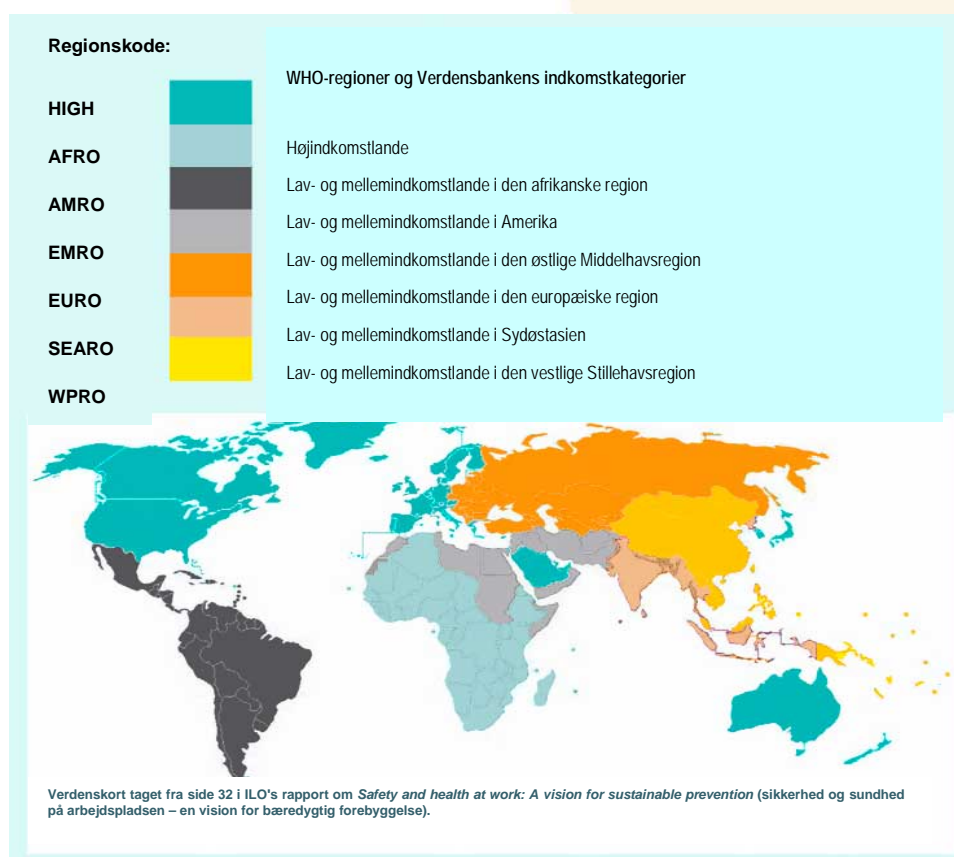 Regionskode:
WHO-regioner og Verdensbankens indkomstkategorier
HIGH
Højindkomstlande
AFRO
Lav- og mellemindkomstlande i den afrikanske region
AMRO
Lav- og mellemindkomstlande i Amerika
EMRO
Lav- og mellemindkomstlande i den østlige Middelhavsregion
EURO
Lav- og mellemindkomstlande i den europæiske region
SEARO
Lav- og mellemindkomstlande i Sydøstasien
WPRO
Lav- og mellemindkomstlande i den vestlige Stillehavsregion
Verdenskort taget fra side 32 i ILO's rapport om Safety and health at work: A vision for sustainable prevention (sikkerhed og sundhed
på arbejdspladsen – en vision for bæredygtig forebyggelse).